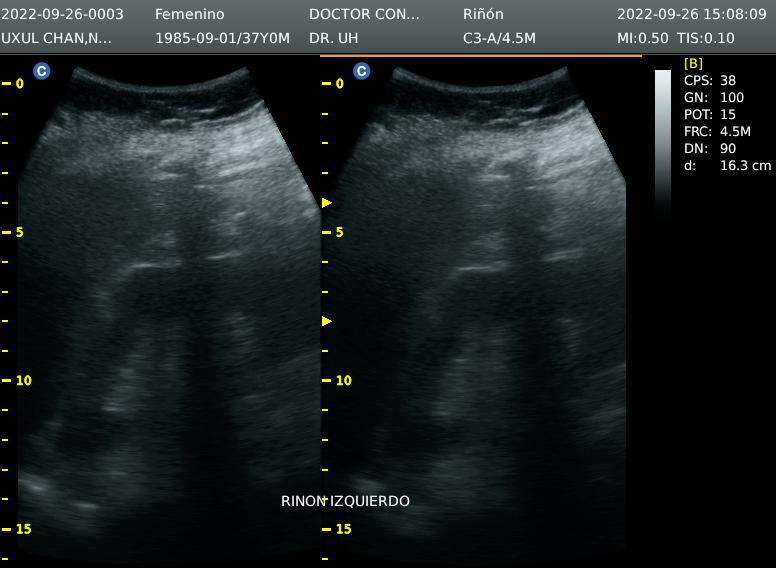 2022-09-26-0003 Femenino DOCTOR CON... Riñón 2022-09-26 15:08:09
UXUL CHAN,N... 1985-09-01/37Y0M DR. UH C3-A/4.5M MI:0.50 TIS:0.10
C C
[B]
CPS: 38
GN: 100
POT: 15
FRC: 4.5M
DN: 90
d: 16.3 cm
0 0
5 5
10 10
RINON IZQUIERDO
15 15